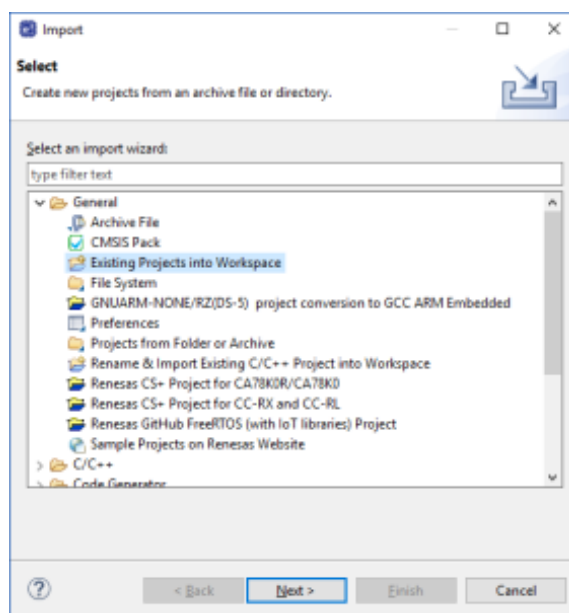 Import
Select
Create new projects from an archive file or directory.
Select an import wizard:
type filter text
General
Archive File
CMSIS Pack
Existing Projects into Workspace
File System
GNUARM-NONE/RZ(DS-5) project conversion to GCC ARM Embedded
Preferences
Projects from Folder or Archive
Rename & Import Existing C/C++ Project into Workspace
Renesas CS+ Project for CA78K0R/CA78K0
Renesas CS+ Project for CC-RX and CC-RL
Renesas GitHub FreeRTOS (with IoT libraries) Project
Sample Projects on Renesas Website
C/C++
Code Generator
? < Back Next > Finish Cancel